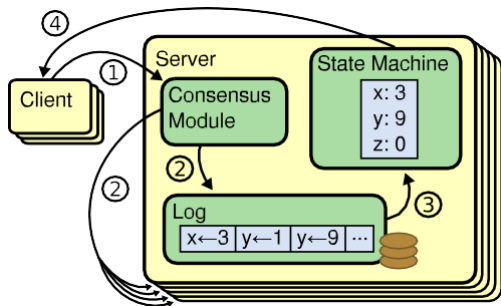 ④
①
Server
State Machine
x: 3
y: 9
z: 0
Client
Consensus
Module
②
②
③
Log
x←3 y←1 y←9 ...